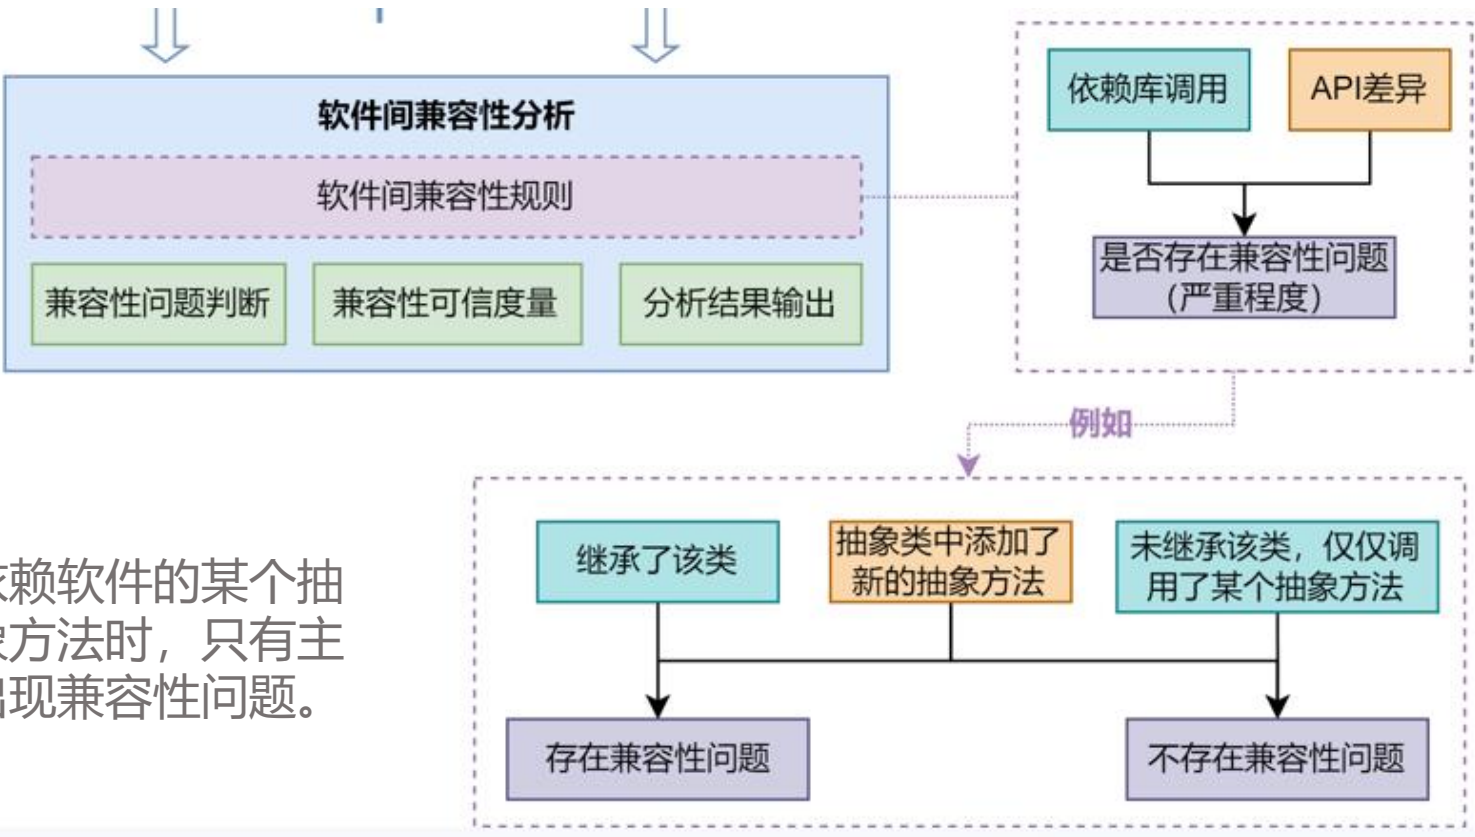 软件间兼容性分析
软件间兼容性规则
兼容性问题判断
兼容性可信度量
分析结果输出
依赖库调用
API差异
是否存在兼容性问题
（严重程度）
例如
继承了该类
抽象类中添加了
新的抽象方法
未继承该类，仅仅调
用了某个抽象方法
存在兼容性问题
不存在兼容性问题
依赖软件的某个抽
象方法时，只有主
出现兼容性问题。